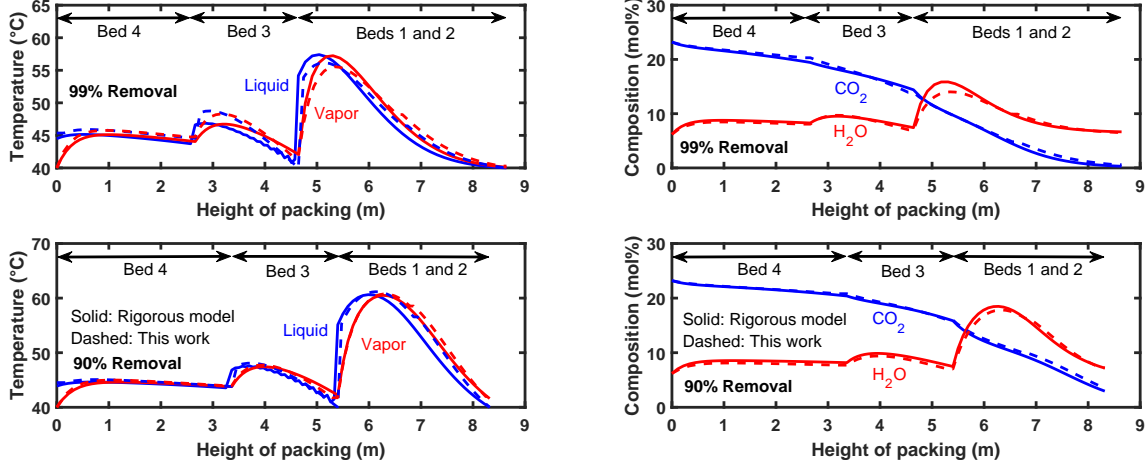 65
60
55
50
45
40
Temperature (°C)
Bed 4
Bed 3
Beds 1 and 2
99% Removal
Liquid
Vapor
0 1 2 3 4 5 6 7 8 9
Height of packing (m)
30
20
10
0
Composition (mol%)
Bed 4
Bed 3
Beds 1 and 2
CO2
H2O
99% Removal
0 1 2 3 4 5 6 7 8 9
Height of packing (m)
70
60
50
40
Temperature (°C)
Bed 4
Bed 3
Beds 1 and 2
Solid: Rigorous model
Dashed: This work
90% Removal
Liquid
Vapor
0 1 2 3 4 5 6 7 8 9
Height of packing (m)
30
20
10
0
Composition (mol%)
Bed 4
Bed 3
Beds 1 and 2
Solid: Rigorous model
Dashed: This work
CO2
H2O
90% Removal
0 1 2 3 4 5 6 7 8 9
Height of packing (m)